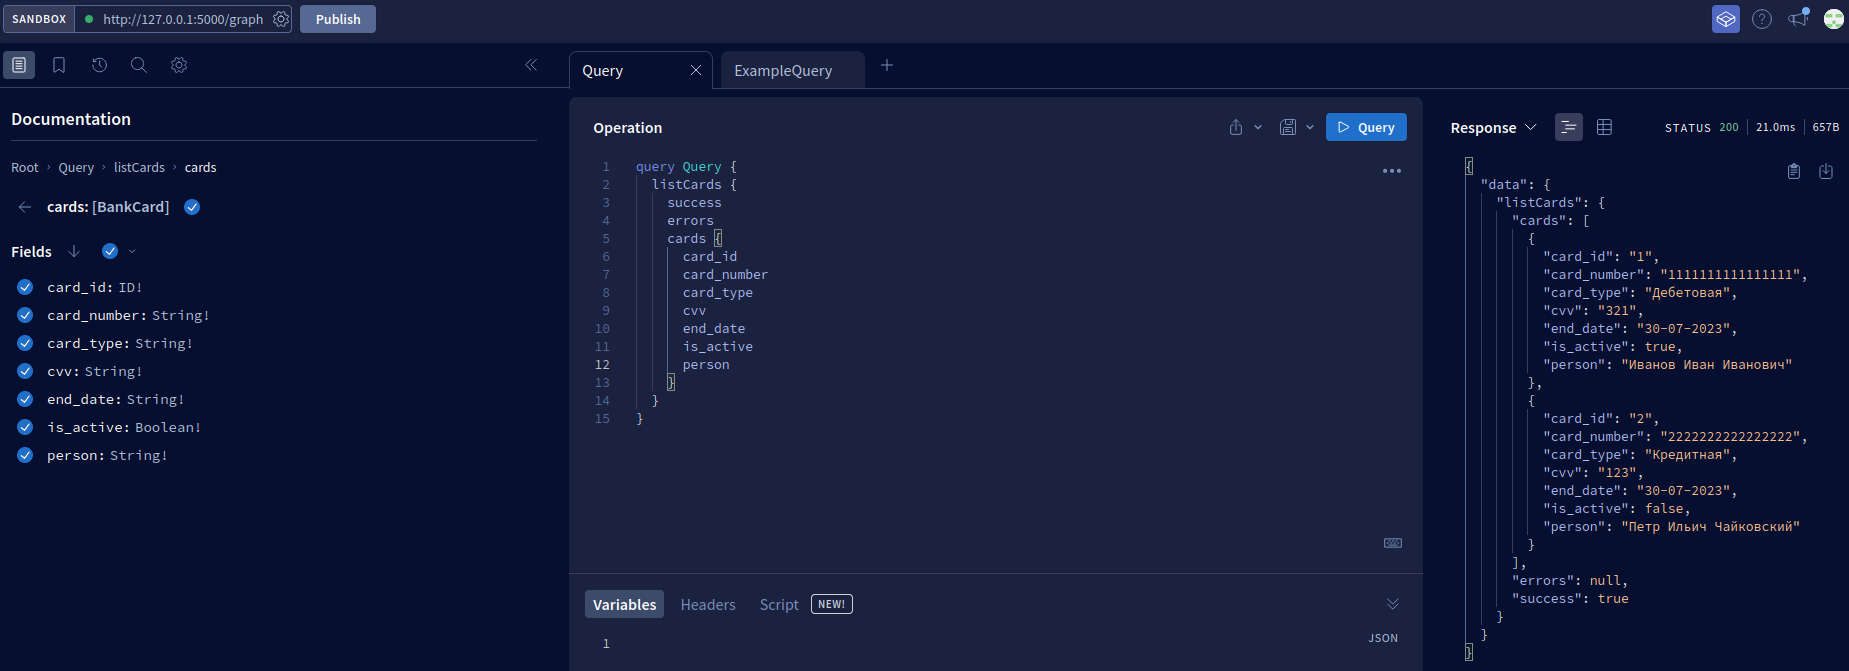 SANDBOX http://127.0.0.1:5000/graph Publish
Documentation
Root › Query › listCards › cards
cards: [BankCard]
Fields
card_id: ID!
card_number: String!
card_type: String!
cvv: String!
end_date: String!
is_active: Boolean!
person: String!
Query ExampleQuery
Operation Query
1 query Query {
2 listCards {
3 success
4 errors
5 cards {
6 card_id
7 card_number
8 card_type
9 cvv
10 end_date
11 is_active
12 person
13 }
14 }
15 }
Variables Headers Script NEW!
JSON
1
Response STATUS 200 21.0ms 657B
{
"data": {
"listCards": {
"cards": [
{
"card_id": "1",
"card_number": "1111111111111111",
"card_type": "Дебетовая",
"cvv": "321",
"end_date": "30-07-2023",
"is_active": true,
"person": "Иванов Иван Иванович"
},
{
"card_id": "2",
"card_number": "2222222222222222",
"card_type": "Кредитная",
"cvv": "123",
"end_date": "30-07-2023",
"is_active": false,
"person": "Петр Ильич Чайковский"
}
],
"errors": null,
"success": true
}
}
}